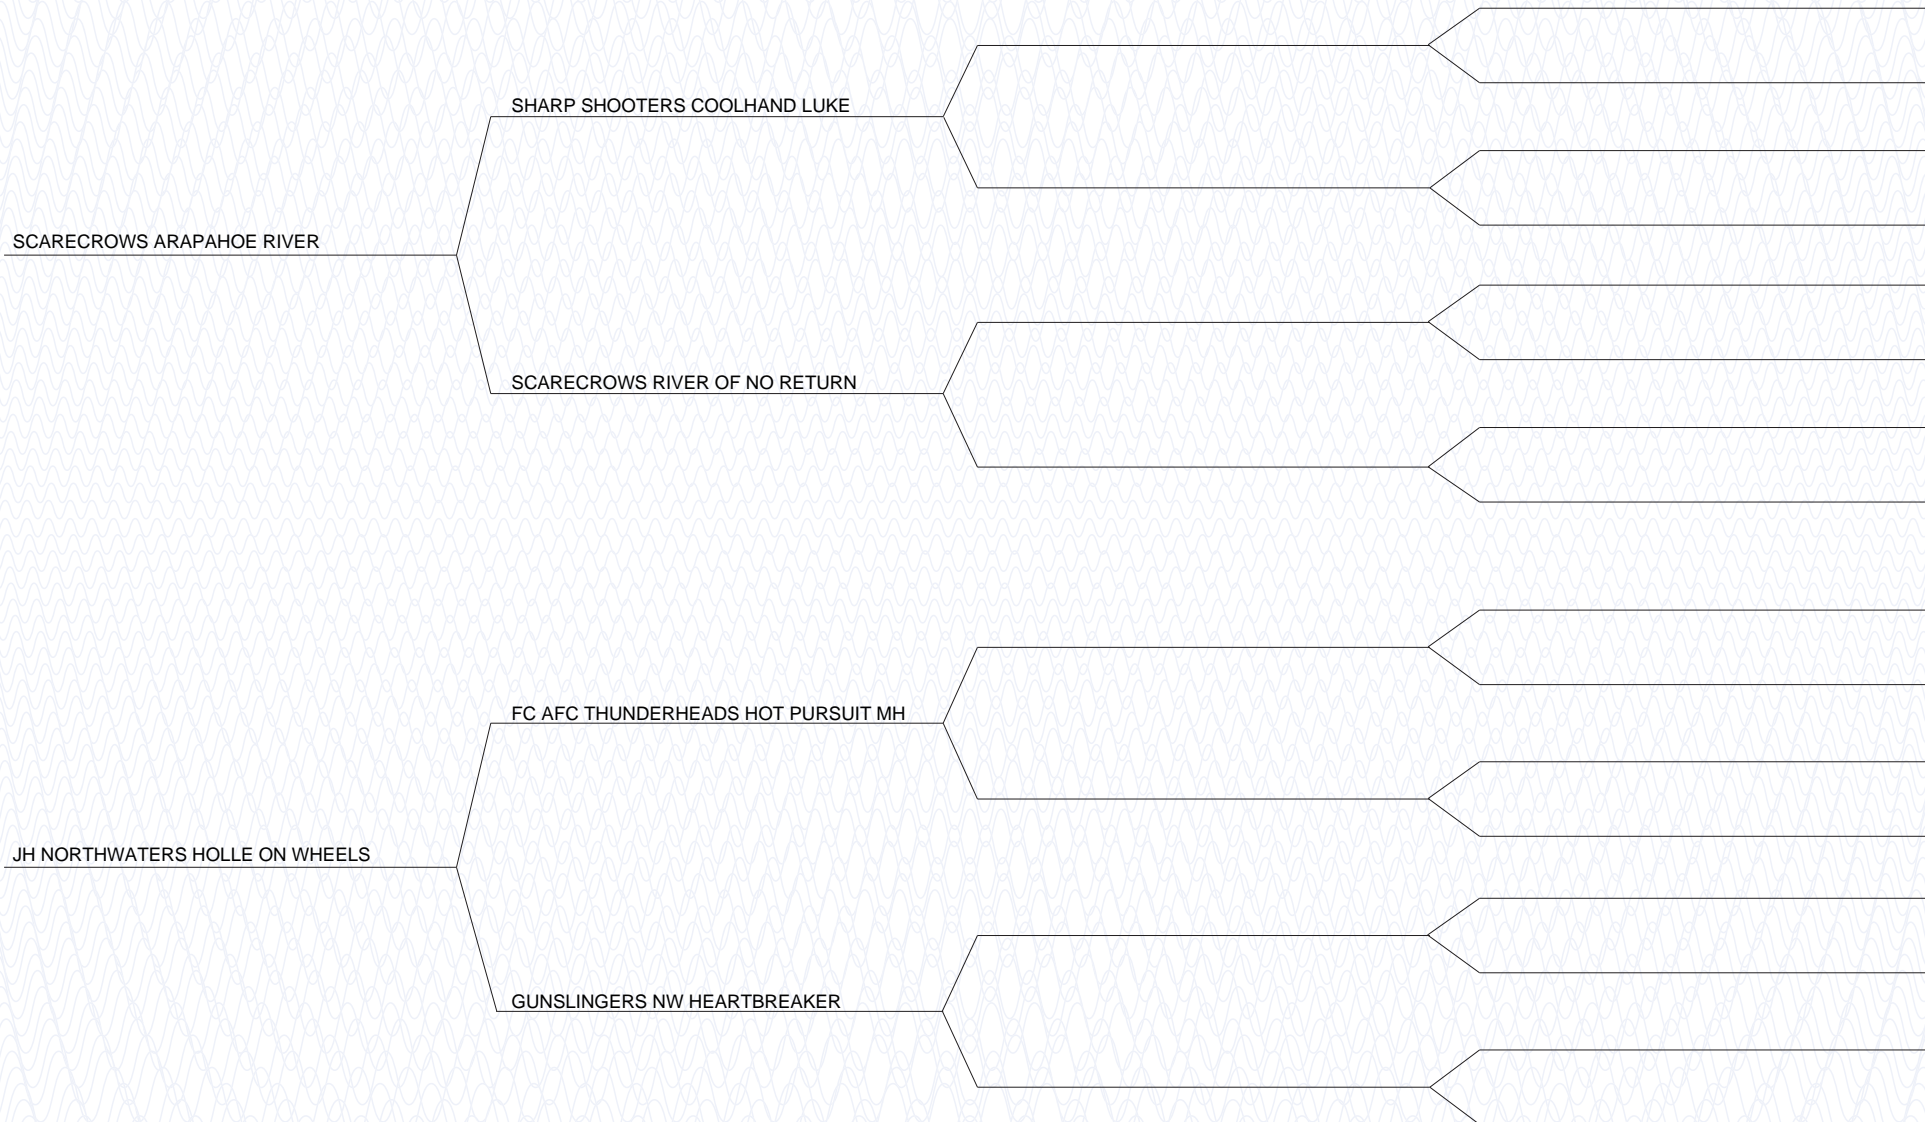 SHARP SHOOTERS COOLHAND LUKE
SCARECROWS ARAPAHOE RIVER
SCARECROWS RIVER OF NO RETURN
FC AFC THUNDERHEADS HOT PURSUIT MH
JH NORTHWATERS HOLLE ON WHEELS
GUNSLINGERS NW HEARTBREAKER